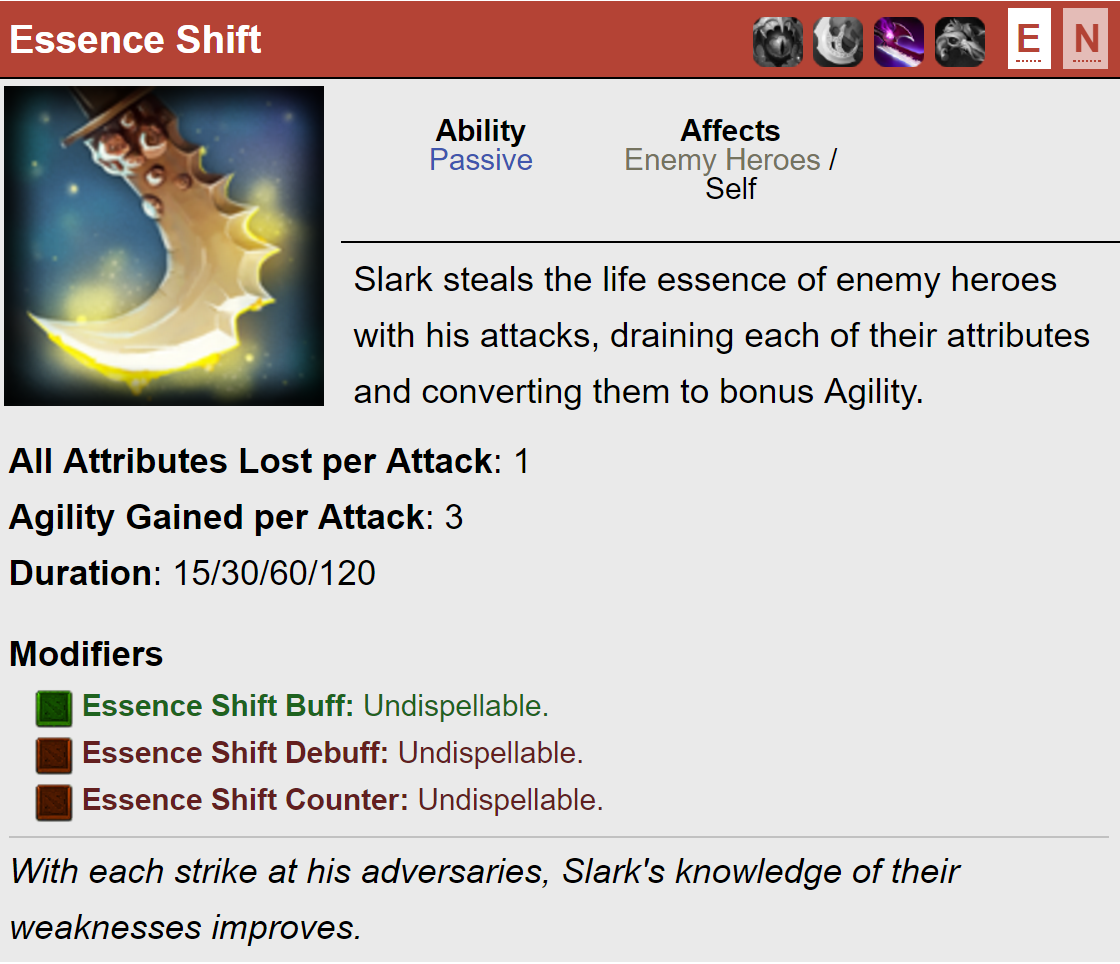 Essence Shift
E N
Ability
Passive
Affects
Enemy Heroes /
Self
Slark steals the life essence of enemy heroes
with his attacks, draining each of their attributes
and converting them to bonus Agility.
All Attributes Lost per Attack: 1
Agility Gained per Attack: 3
Duration: 15/30/60/120
Modifiers
Essence Shift Buff: Undispellable.
Essence Shift Debuff: Undispellable.
Essence Shift Counter: Undispellable.
With each strike at his adversaries, Slark's knowledge of their
weaknesses improves.